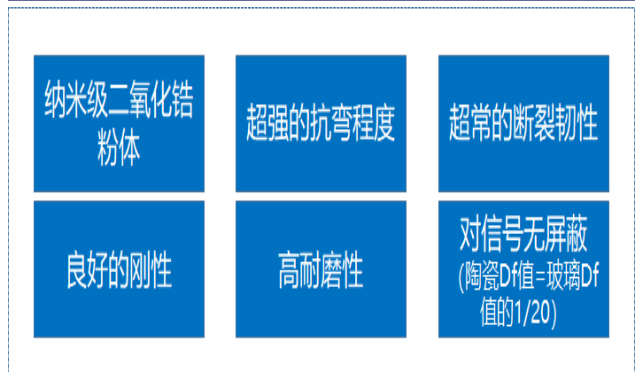 纳米级二氧化锆
粉体
超强的抗弯程度
超常的断裂韧性
良好的刚性
高耐磨性
对信号无屏蔽
(陶瓷Df值=玻璃Df
值的1/20)